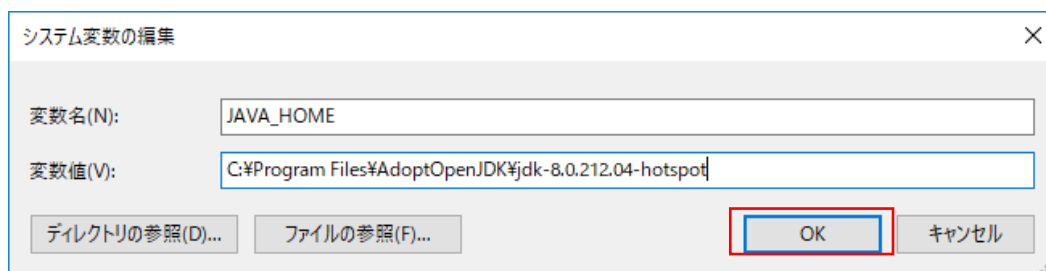 システム変数の編集
変数名(N): JAVA_HOME
変数値(V): C:¥Program Files¥AdoptOpenJDK¥jdk-8.0.212.04-hotspot
ディレクトリの参照(D)... ファイルの参照(F)... OK キャンセル